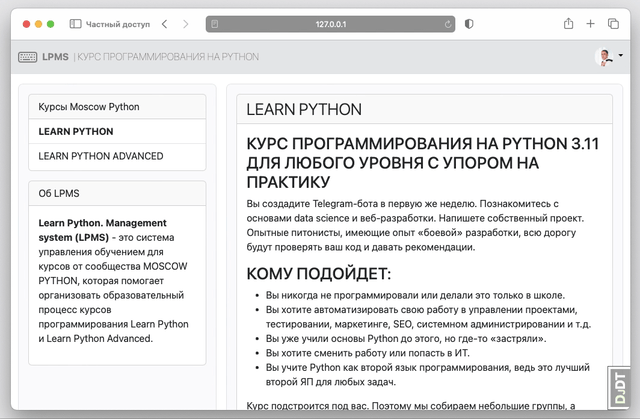 Частный доступ
127.0.0.1
LPMS | КУРС ПРОГРАММИРОВАНИЯ НА PYTHON
Курсы Moscow Python
LEARN PYTHON
LEARN PYTHON ADVANCED
Об LPMS
Learn Python. Management
system (LPMS) - это система
управления обучением для
курсов от сообщества MOSCOW
PYTHON, которая помогает
организовать образовательный
процесс курсов
программирования Learn Python
и Learn Python Advanced.
LEARN PYTHON
КУРС ПРОГРАММИРОВАНИЯ НА PYTHON 3.11
ДЛЯ ЛЮБОГО УРОВНЯ С УПОРОМ НА
ПРАКТИКУ
Вы создадите Telegram-бота в первую же неделю. Познакомитесь с
основами data science и веб-разработки. Напишете собственный проект.
Опытные питонисты, имеющие опыт «боевой» разработки, всю дорогу
будут проверять ваш код и давать рекомендации.
КОМУ ПОДОЙДЕТ:
• Вы никогда не программировали или делали это только в школе.
• Вы хотите автоматизировать свою работу в управлении проектами,
тестировании, маркетинге, SEO, системном администрировании и т.д.
• Вы уже учили основы Python до этого, но где-то «застряли».
• Вы хотите сменить работу или попасть в ИТ.
• Вы учите Python как второй язык программирования, ведь это лучший
второй ЯП для любых задач.
Курс подстроится под вас. Поэтому мы собираем небольшие группы, а
DJDT